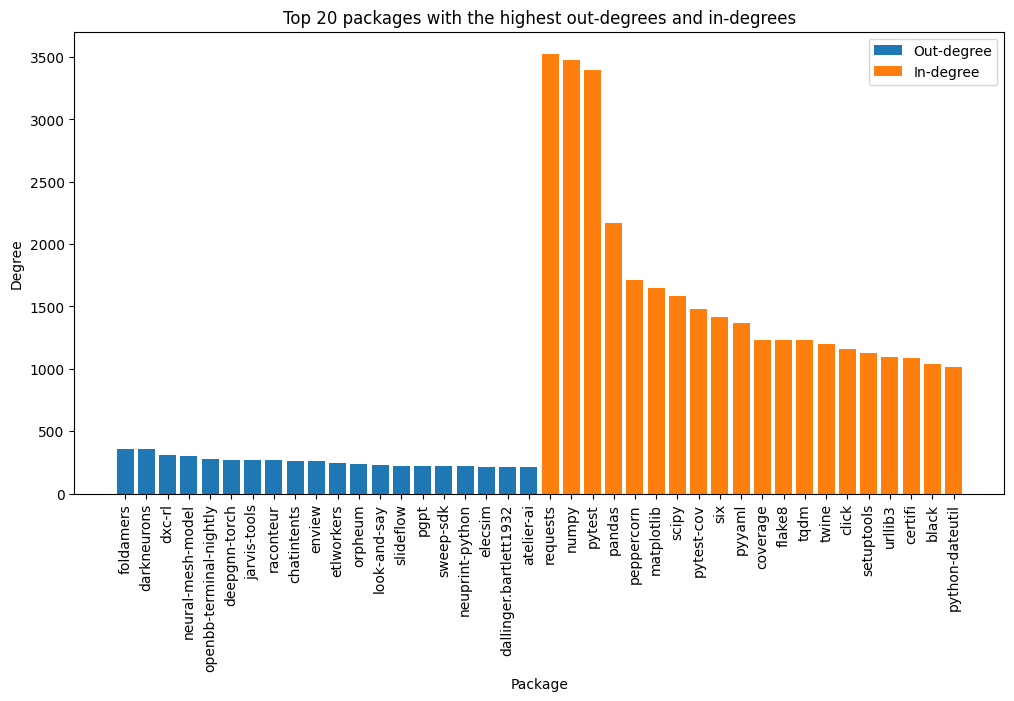 Top 20 packages with the highest out-degrees and in-degrees
Out-degree
In-degree
Degree
3500
3000
2500
2000
1500
1000
500
0
foldamers
darkneurons
dxc-rl
neural-mesh-model
openbb-terminal-nightly
deepgnn-torch
jarvis-tools
raconteur
chatintents
enview
etlworkers
orpheum
look-and-say
slideflow
pgpt
sweep-sdk
neuprint-python
elecsim
dallinger.bartlett1932
atelier-ai
requests
numpy
pytest
pandas
peppercorn
matplotlib
scipy
pytest-cov
six
pyyaml
coverage
flake8
tqdm
twine
click
setuptools
urllib3
certifi
black
python-dateutil
Package